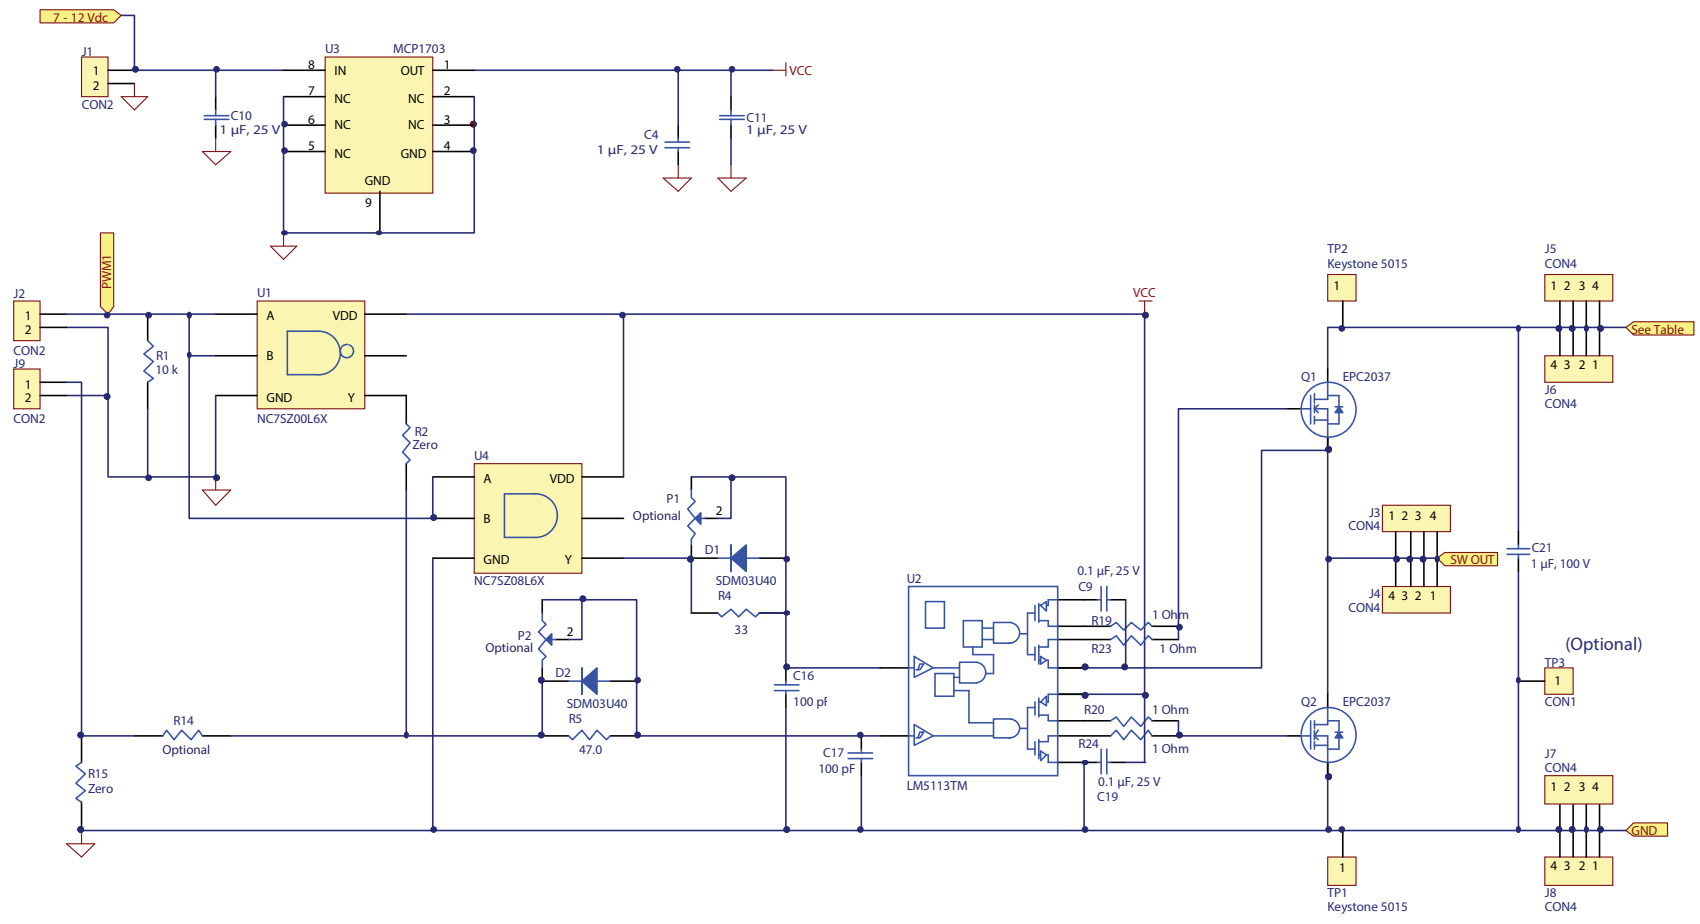 7 - 12 Vdc
J1
1
2
CON2
U3 MCP1703
8 IN OUT 1
7 NC NC 2
6 NC NC 3
5 NC GND 4
GND
9
C10
1 µF, 25 V
C4
1 µF, 25 V
C11
1 µF, 25 V
VCC
PWM1
J2
1
2
CON2
J9
1
2
CON2
R1
10 k
U1
A VDD
B
GND Y
NC7SZ00L6X
R2
Zero
U4
A VDD
B
GND Y
NC7SZ08L6X
P1
Optional
2
D1
SDM03U40
R4
33
P2
Optional
2
D2
SDM03U40
R5
47.0
R14
Optional
R15
Zero
C16
100 pF
C17
100 pF
U2
LM5113TM
VCC
0.1 µF, 25 V
C9
R19 1 Ohm
R23 1 Ohm
R20 1 Ohm
R24 1 Ohm
0.1 µF, 25 V
C19
TP2
Keystone 5015
1
Q1 EPC2037
Q2 EPC2037
J5
CON4
1 2 3 4
See Table
4 3 2 1
J6
CON4
J3
CON4
1 2 3 4
SW OUT
J4
CON4
4 3 2 1
C21
1 µF, 100 V
(Optional)
TP3
1
CON1
J7
CON4
1 2 3 4
GND
4 3 2 1
J8
CON4
1
TP1
Keystone 5015